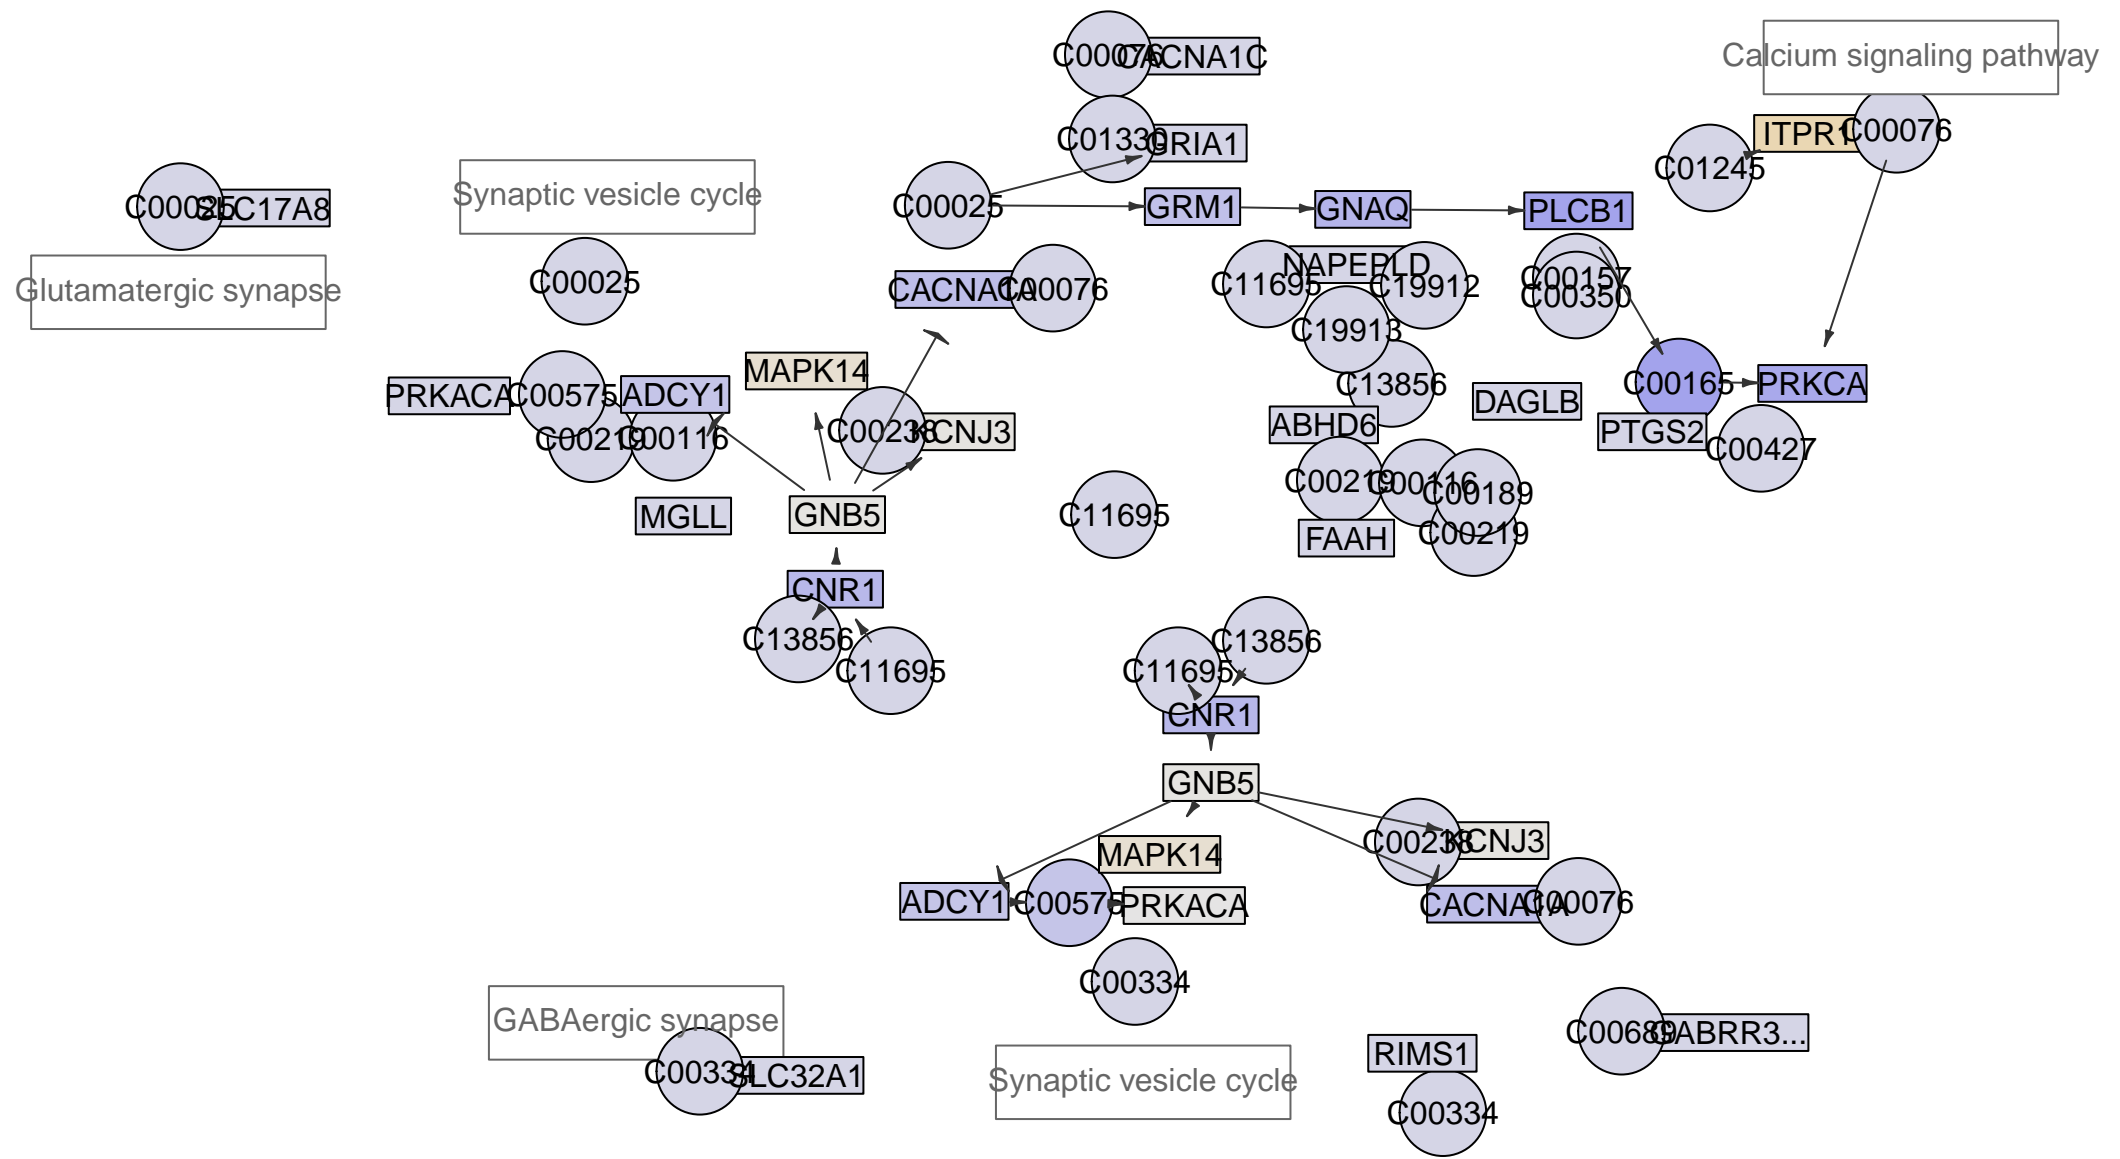 C00076
CACNA1C
Calcium signaling pathway
C01330
GRIA1
ITPR1
C00076
C01245
C00025
SLC17A8
Synaptic vesicle cycle
C00025
GRM1
GNAQ
PLCB1
Glutamatergic synapse
C00025
CACNA1A
C00076
C11695
NAPEPLD
C19912
C00157
C00350
C19913
PRKACA
C00575
ADCY1
MAPK14
C13856
DAGLB
C00165
PRKCA
C00219
C00116
C00238
KCNJ3
ABHD6
PTGS2
C00427
MGLL
GNB5
C11695
C00219
C00116
C00189
FAAH
C00219
CNR1
C13856
C11695
C11695
C13856
CNR1
GNB5
MAPK14
C00238
KCNJ3
ADCY1
C00575
PRKACA
CACNA1A
C00076
C00334
GABAergic synapse
C00334
SLC32A1
Synaptic vesicle cycle
RIMS1
C00334
C00689
GABRR3...